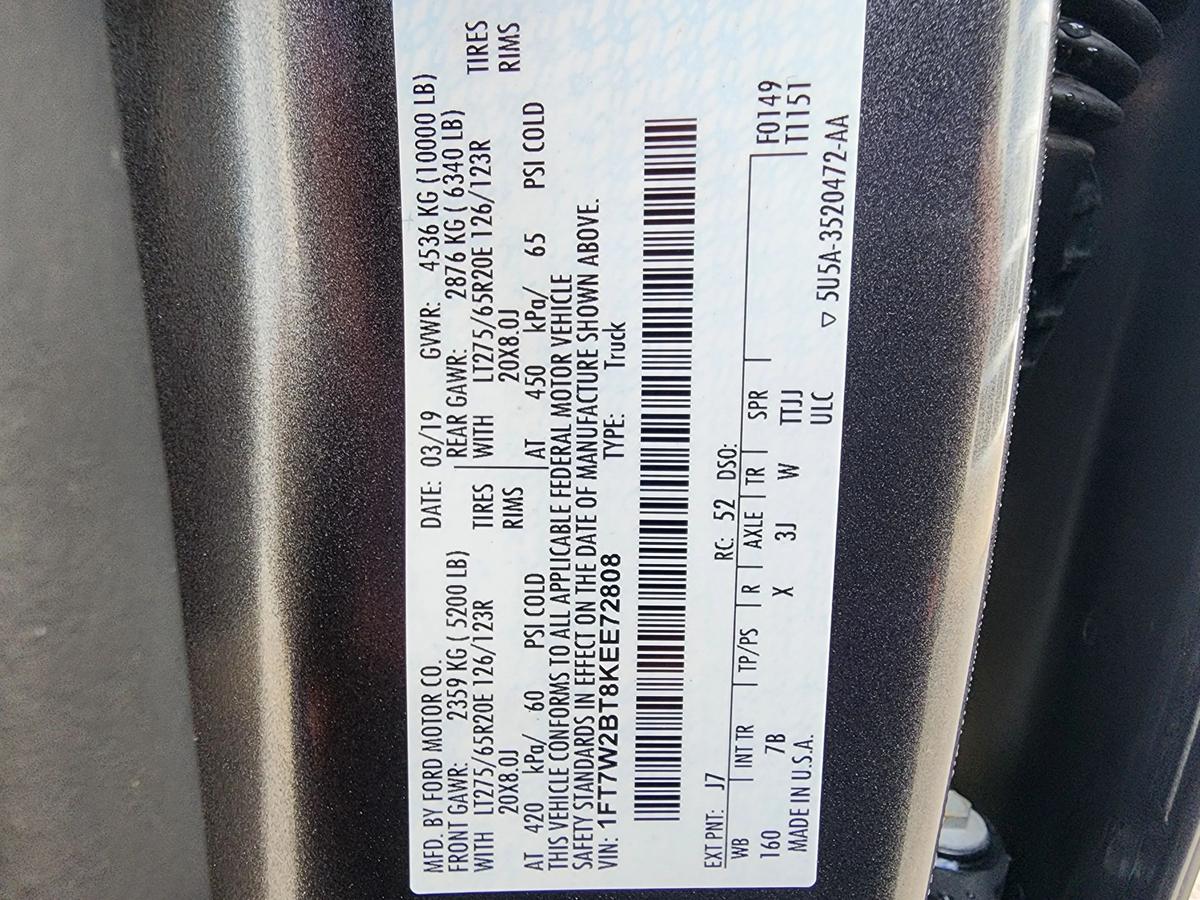 MFD. BY FORD MOTOR CO.
DATE: 03/19 GVWR: 4536 KG (10000 LB)
FRONT GAWR: 2359 KG ( 5200 LB)
REAR GAWR: 2876 KG ( 6340 LB)
WITH LT275/65R20E 126/123R TIRES
WITH LT275/65R20E 126/123R TIRES
20X8.0J RIMS
20X8.0J RIMS
AT 420 kPa/ 60 PSI COLD
AT 450 kPa/ 65 PSI COLD
THIS VEHICLE CONFORMS TO ALL APPLICABLE FEDERAL MOTOR VEHICLE
SAFETY STANDARDS IN EFFECT ON THE DATE OF MANUFACTURE SHOWN ABOVE.
VIN: 1FT7W2BT8KEE72808 TYPE: Truck
EXT PNT: J7 RC: 52 DSO:
F0149
WB INT TR TP/PS R AXLE TR SPR
T1151
160 7B X 3J W TTJJ
MADE IN U.S.A. ULC
▽ 5U5A-3520472-AA